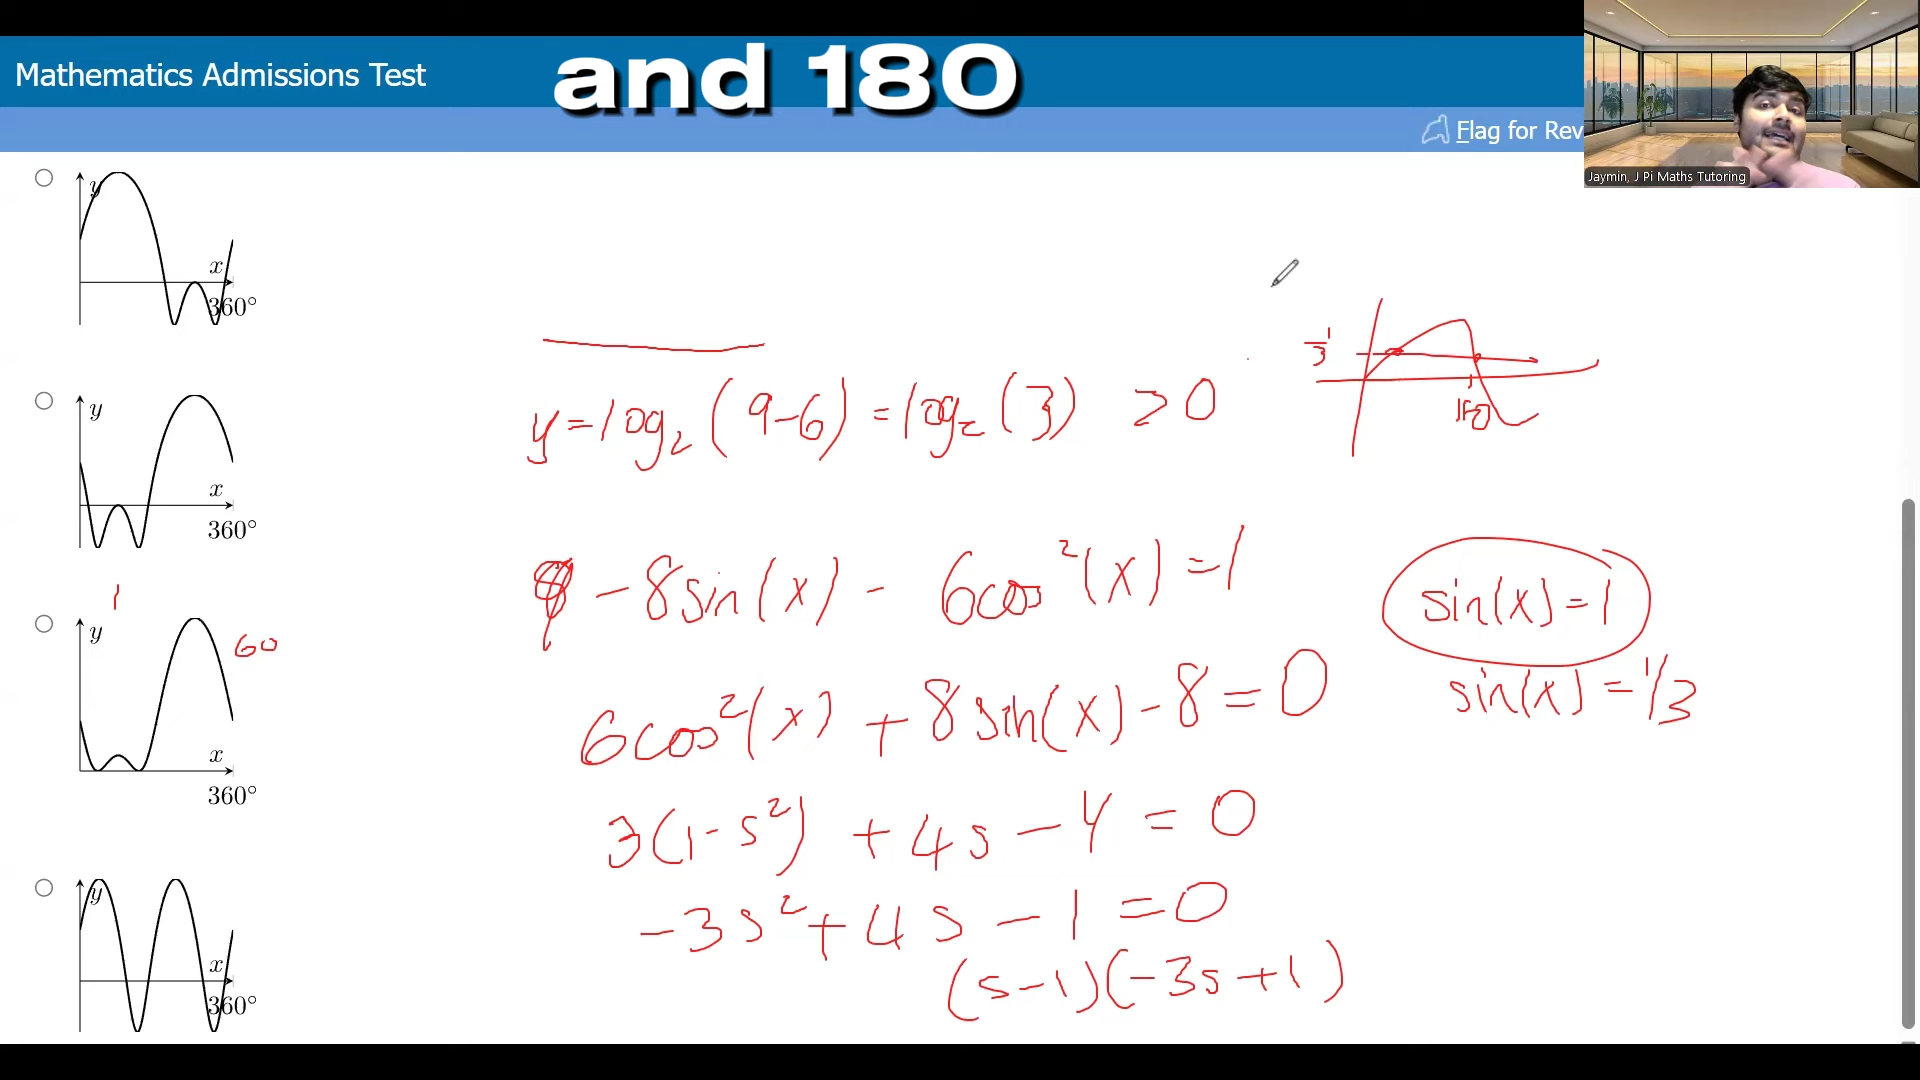 Mathematics Admissions Test
and 180
Flag for Rev
Jaymin, J Pi Maths Tutoring
y
x
360°
y
x
360°
1
y
60
x
360°
y
x
360°
y = log₂ (9-6) = log₂ (3) > 0
1/3
180
- 8sin(x) - 6cos²(x) = 1
6cos²(x) + 8sin(x) - 8 = 0
3(1-s²) + 4s - 4 = 0
-3s² + 4s - 1 = 0
(s-1)(-3s+1)
sin(x) = 1
sin(x) = 1/3